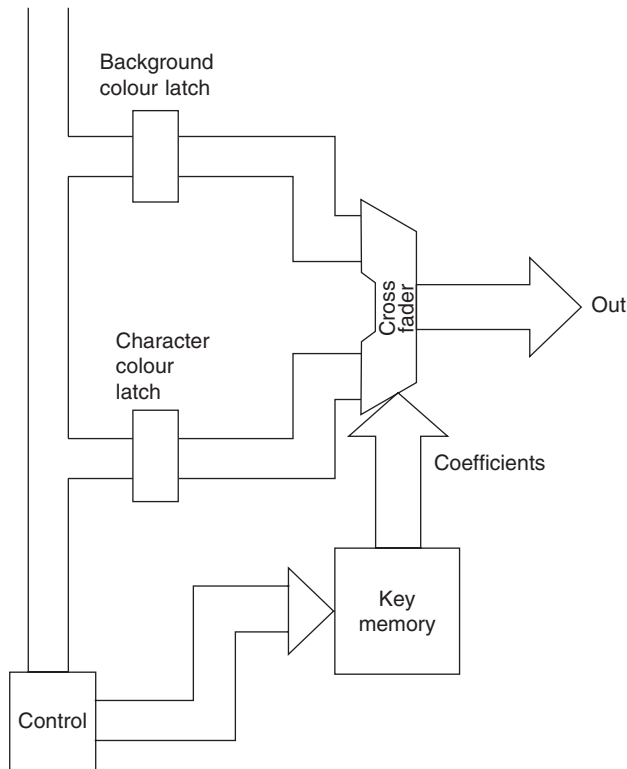 Background
colour latch
Cross
fader
Out
Character
colour
latch
Coefficients
Key
memory
Control